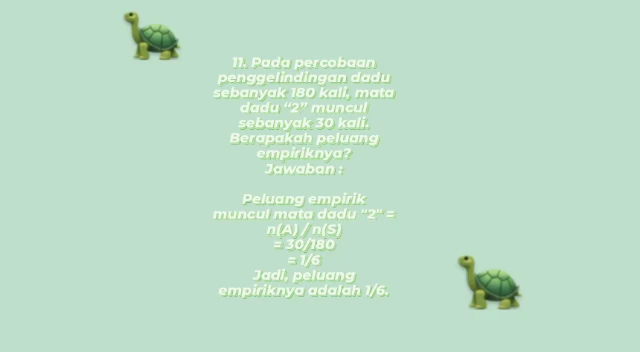 11. Pada percobaan
penggelindingan dadu
sebanyak 180 kali, mata
dadu “2” muncul
sebanyak 30 kali.
Berapakah peluang
empiriknya?
Jawaban :
Peluang empirik
muncul mata dadu "2" =
n(A) / n(S)
= 30/180
= 1/6
Jadi, peluang
empiriknya adalah 1/6.